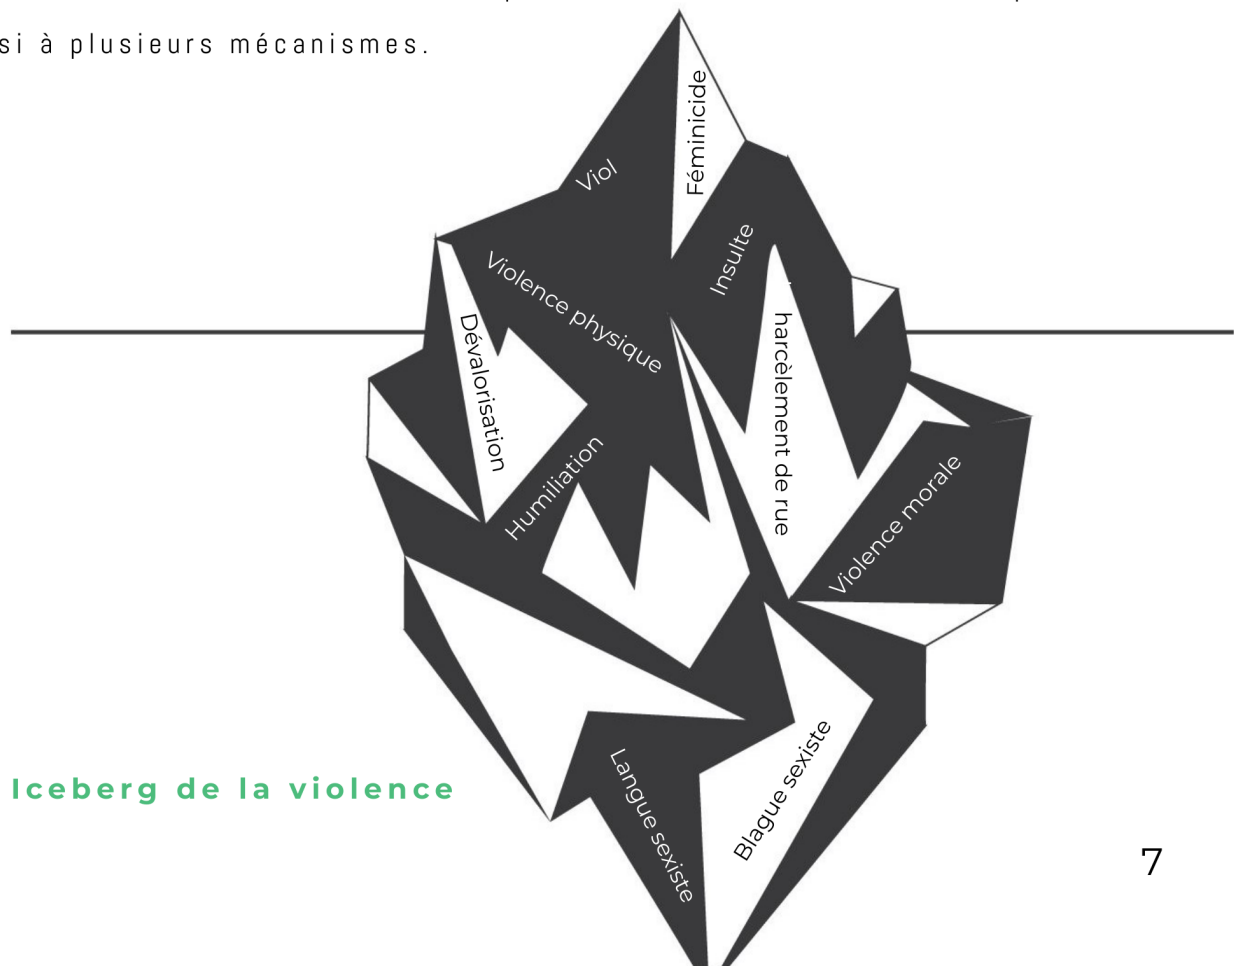 si à plusieurs mécanismes.
Féminicide
Viol
Insulte
Violence physique
Dévalorisation
harcèlement de rue
Humiliation
Violence morale
Langue sexiste
Blague sexiste
Iceberg de la violence
7